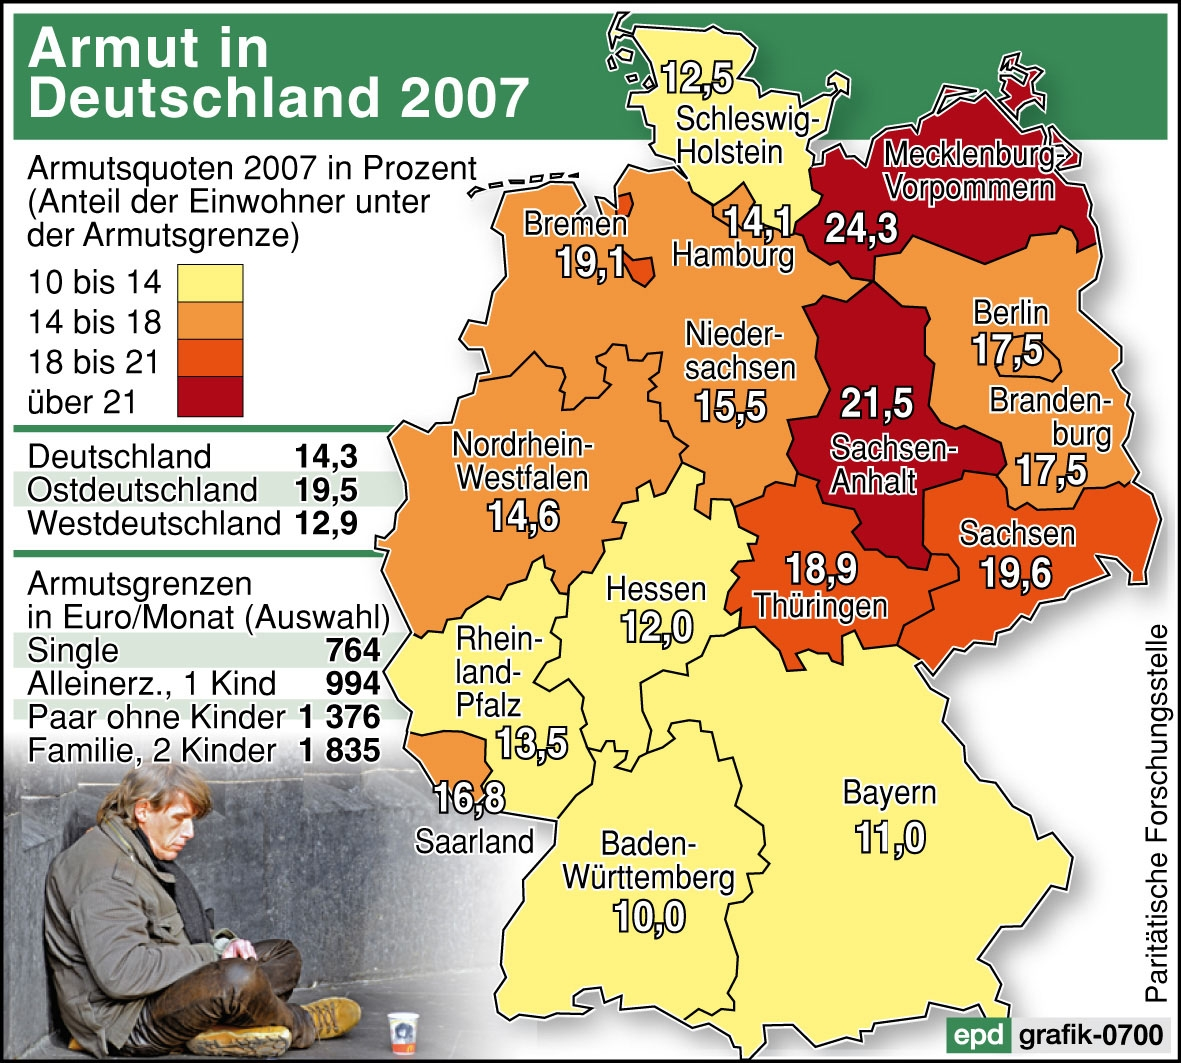 Armut in
Deutschland 2007
Armutsquoten 2007 in Prozent
(Anteil der Einwohner unter
der Armutsgrenze)
10 bis 14
14 bis 18
18 bis 21
über 21
Deutschland 14,3
Ostdeutschland 19,5
Westdeutschland 12,9
Armutsgrenzen
in Euro/Monat (Auswahl)
Single 764
Alleinerz., 1 Kind 994
Paar ohne Kinder 1 376
Familie, 2 Kinder 1 835
12,5
Schleswig-
Holstein
Mecklenburg-
Vorpommern
24,3
Bremen
19,1
14,1
Hamburg
Nieder-
sachsen
15,5
Berlin
17,5
Branden-
burg
17,5
21,5
Sachsen-
Anhalt
Nordrhein-
Westfalen
14,6
Sachsen
19,6
18,9
Thüringen
Hessen
12,0
Rhein-
land-
Pfalz
13,5
16,8
Saarland
Baden-
Württemberg
10,0
Bayern
11,0
Paritätische Forschungsstelle
epd grafik-0700